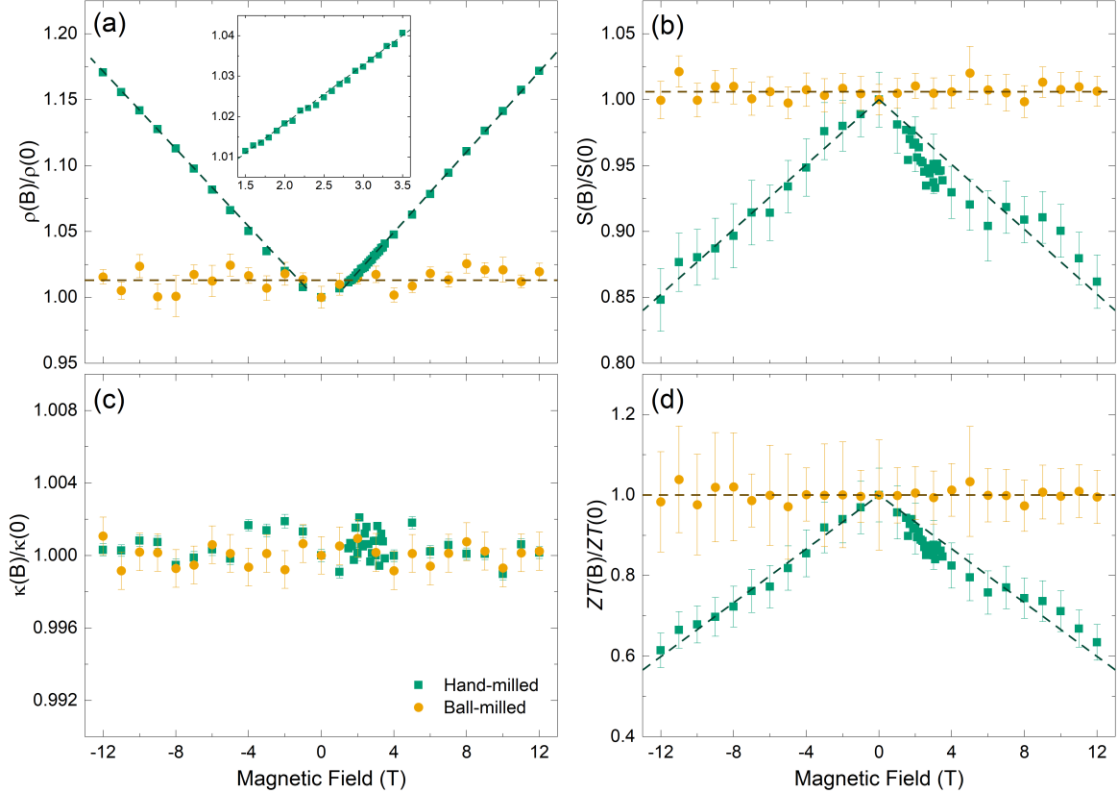 (a)
1.20
1.15
1.10
1.05
1.00
0.95
ρ(B)/ρ(0)
1.04
1.03
1.02
1.01
1.5 2.0 2.5 3.0 3.5
(b)
1.05
1.00
0.95
0.90
0.85
0.80
S(B)/S(0)
(c)
1.008
1.004
1.000
0.996
0.992
κ(B)/κ(0)
Hand-milled
Ball-milled
-12 -8 -4 0 4 8 12
Magnetic Field (T)
(d)
1.2
1.0
0.8
0.6
0.4
ZT(B)/ZT(0)
-12 -8 -4 0 4 8 12
Magnetic Field (T)